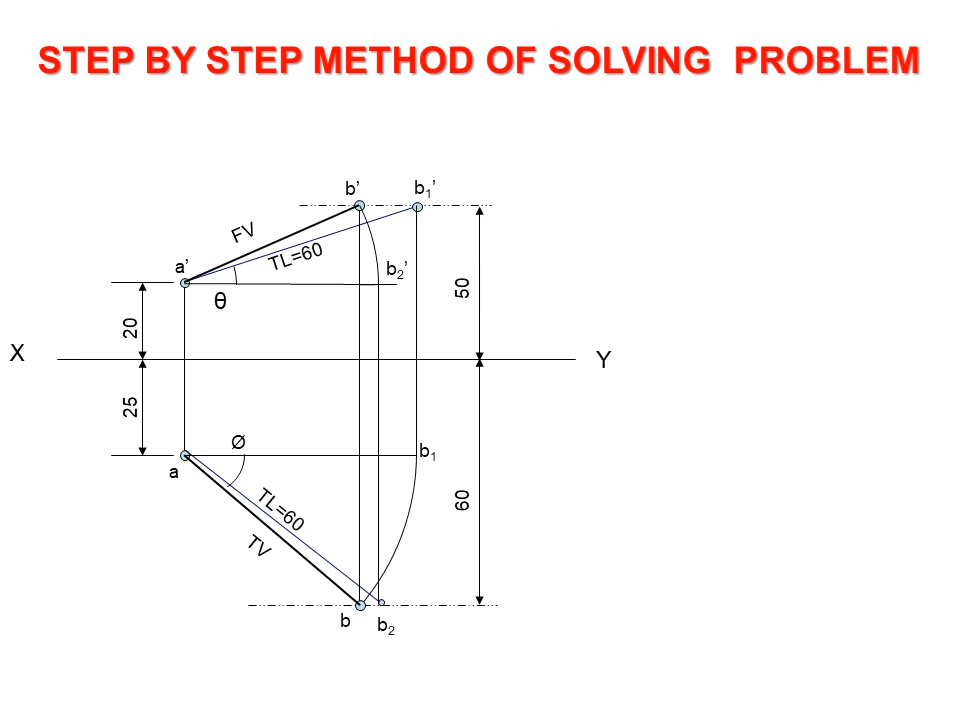 STEP BY STEP METHOD OF SOLVING PROBLEM
b’ b₁’
FV
TL=60
a’
b₂’
θ
50
20
X
Y
25
Ø
b₁
a
TL=60
60
TV
b
b₂